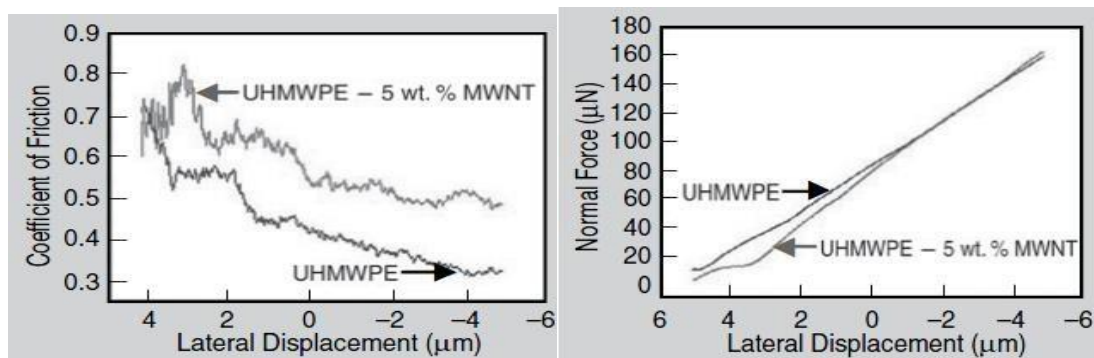 Coefficient of Friction
0.9
0.8
0.7
0.6
0.5
0.4
0.3
UHMWPE – 5 wt. % MWNT
UHMWPE
4 2 0 –2 –4 –6
Lateral Displacement (μm)
Normal Force (μN)
180
160
140
120
100
80
60
40
20
0
UHMWPE
UHMWPE – 5 wt. % MWNT
6 4 2 0 –2 –4 –6
Lateral Displacement (μm)